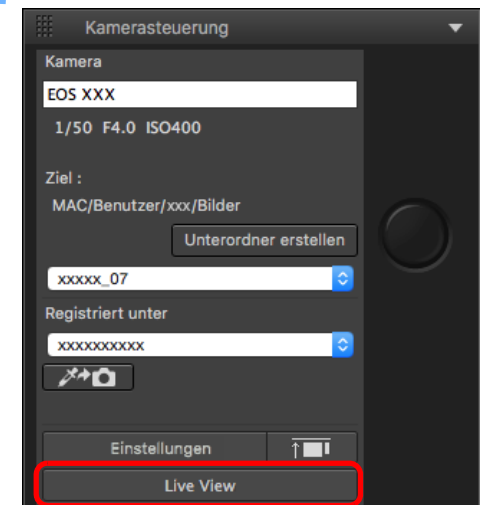 Kamerasteuerung
Kamera
EOS XXX
1/50 F4.0 ISO400
Ziel :
MAC/Benutzer/xxx/Bilder
Unterordner erstellen
xxxxx_07
Registriert unter
xxxxxxxxxx
Einstellungen
Live View